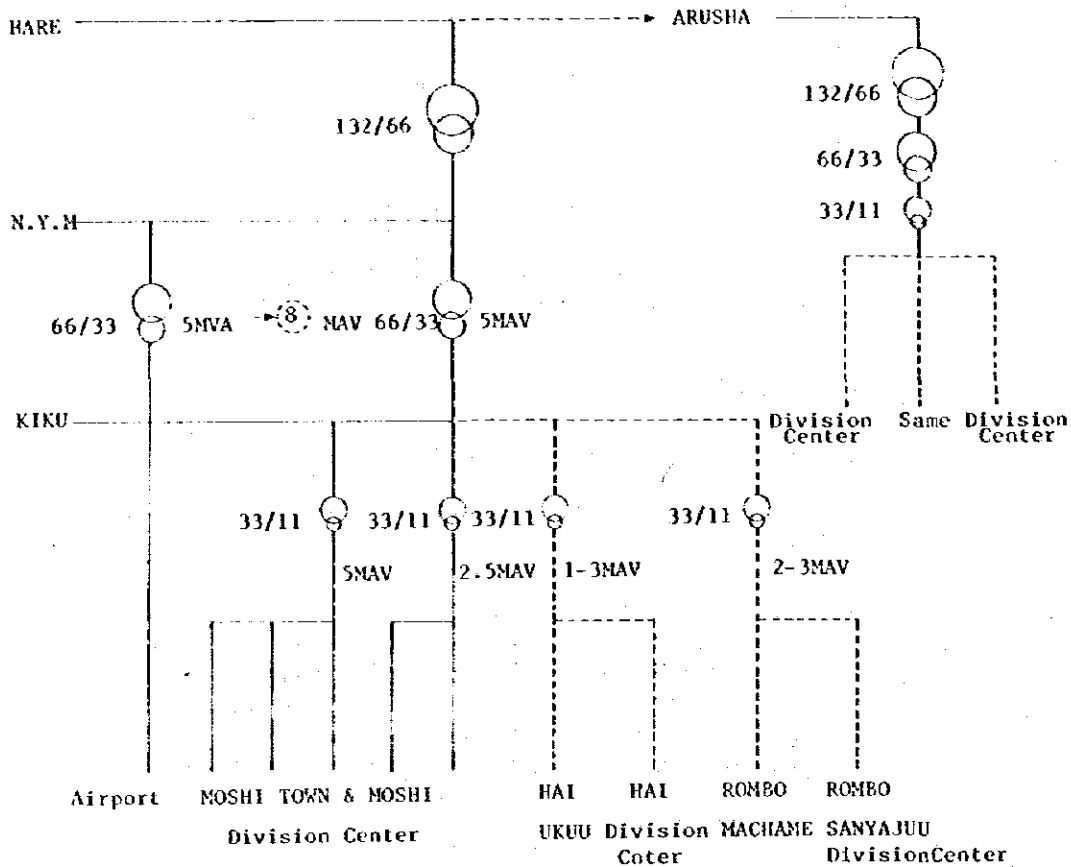 HARE
ARUSHA
132/66
132/66
66/33
33/11
N.Y.M
66/33 5MVA 8 MAV 66/33 5MAV
KIKU
Division Same Division
Center Center
33/11 33/11 33/11 33/11
5MAV 2.5MAV 1-3MAV 2-3MAV
Airport MOSHI TOWN & MOSHI HAI HAI ROMBO ROMBO
Division Center UKUU Division MACHAME SANYAJUU
Cnter DivisionCenter